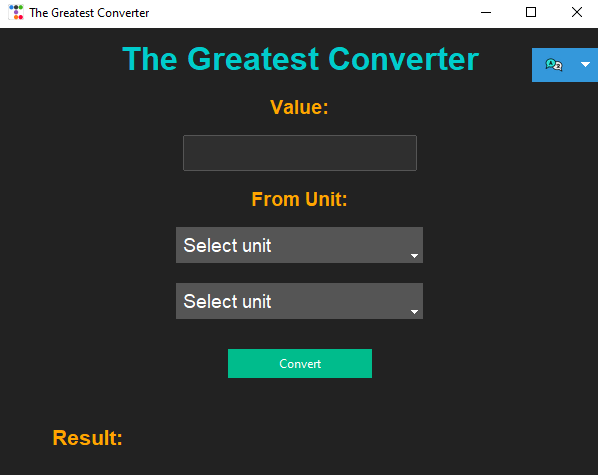 The Greatest Converter
The Greatest Converter
Value:
From Unit:
Select unit
Select unit
Convert
Result: